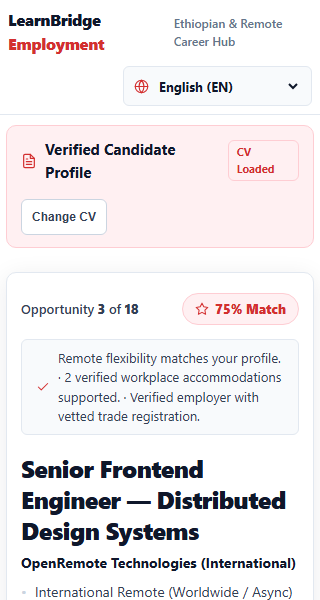 LearnBridge
Employment
Ethiopian & Remote
Career Hub
English (EN)
Verified Candidate
Profile
CV
Loaded
Change CV
Opportunity 3 of 18
75% Match
Remote flexibility matches your profile.
· 2 verified workplace accommodations
supported. · Verified employer with
vetted trade registration.
Senior Frontend
Engineer — Distributed
Design Systems
OpenRemote Technologies (International)
International Remote (Worldwide / Async)